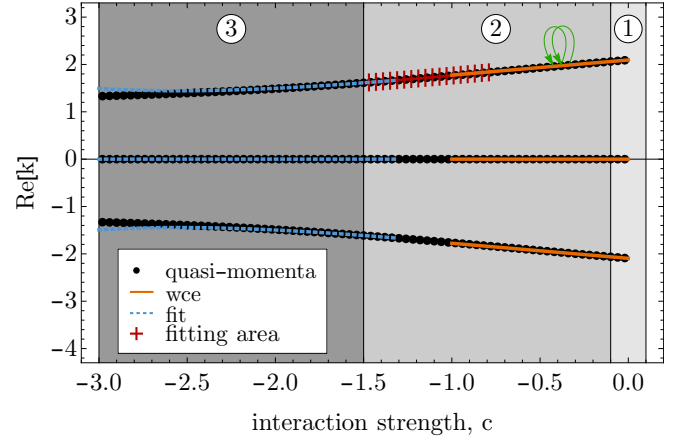 3
2
1
0
−1
−2
−3
−4
Re[k]
③
②
①
quasi−momenta
wce
fit
fitting area
−3.0 −2.5 −2.0 −1.5 −1.0 −0.5 0.0
interaction strength, c